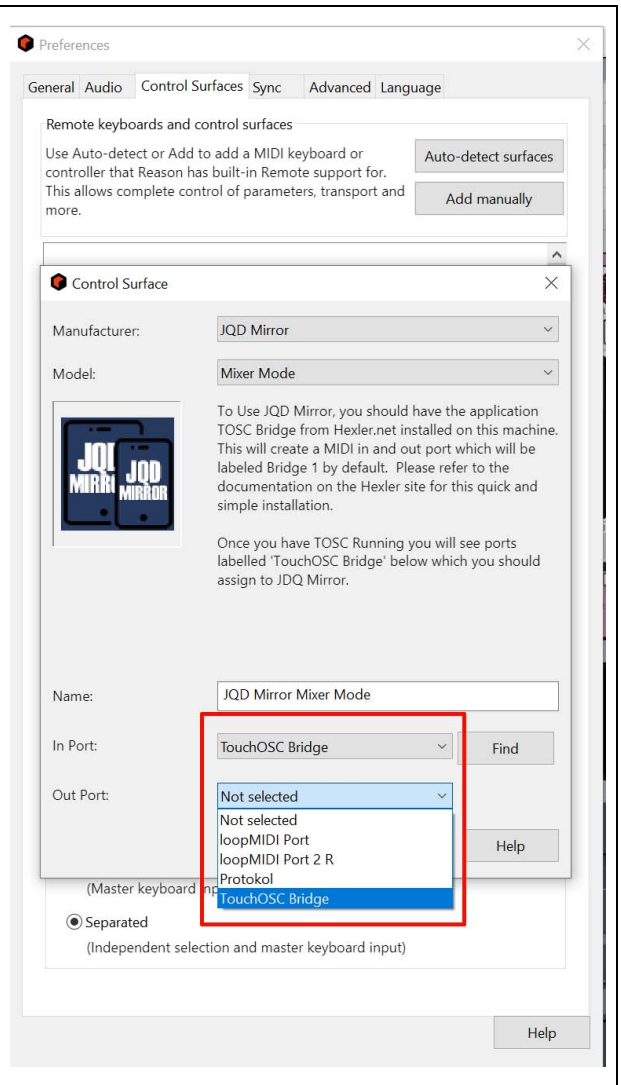 Preferences
General Audio Control Surfaces Sync Advanced Language
Remote keyboards and control surfaces
Use Auto-detect or Add to add a MIDI keyboard or
controller that Reason has built-in Remote support for.
This allows complete control of parameters, transport and
more.
Auto-detect surfaces
Add manually
Control Surface
Manufacturer: JQD Mirror
Model: Mixer Mode
JQD
MIRR
JQD
MIRROR
To Use JQD Mirror, you should have the application
TOSC Bridge from Hexler.net installed on this machine.
This will create a MIDI in and out port which will be
labeled Bridge 1 by default. Please refer to the
documentation on the Hexler site for this quick and
simple installation.
Once you have TOSC Running you will see ports
labelled 'TouchOSC Bridge' below which you should
assign to JDQ Mirror.
Name: JQD Mirror Mixer Mode
In Port: TouchOSC Bridge Find
Out Port: Not selected
Not selected
loopMIDI Port
loopMIDI Port 2 R
Protokol
TouchOSC Bridge
Help
(Master keyboard inp
Separated
(Independent selection and master keyboard input)
Help